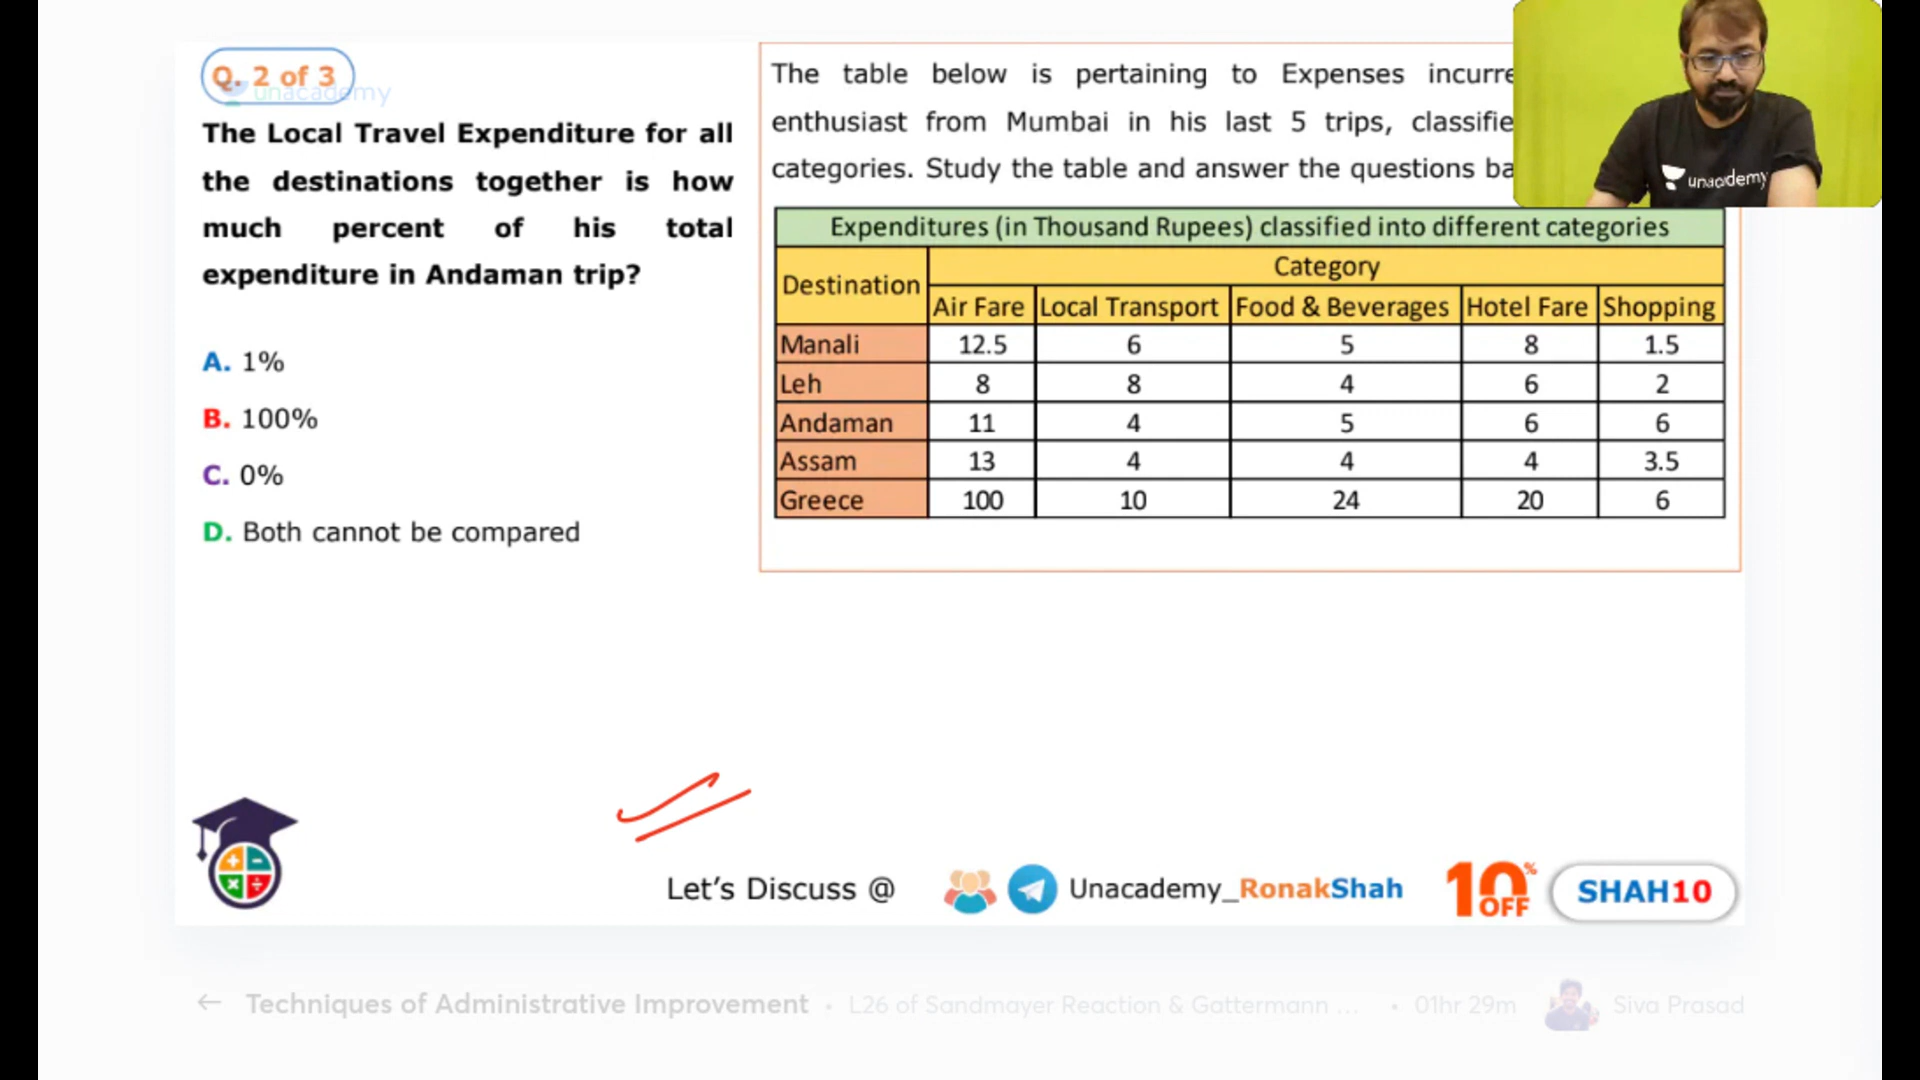 Q. 2 of 3
unacademy
The Local Travel Expenditure for all
the destinations together is how
much percent of his total
expenditure in Andaman trip?
A. 1%
B. 100%
C. 0%
D. Both cannot be compared
The table below is pertaining to Expenses incurre
enthusiast from Mumbai in his last 5 trips, classifie
categories. Study the table and answer the questions ba
Expenditures (in Thousand Rupees) classified into different categories
Destination Category
Air Fare Local Transport Food & Beverages Hotel Fare Shopping
Manali 12.5 6 5 8 1.5
Leh 8 8 4 6 2
Andaman 11 4 5 6 6
Assam 13 4 4 4 3.5
Greece 100 10 24 20 6
unacademy
Let’s Discuss @ Unacademy_RonakShah
10% OFF
SHAH10
Techniques of Administrative Improvement • L26 of Sandmayer Reaction & Gattermann ... • 01hr 29m Siva Prasad